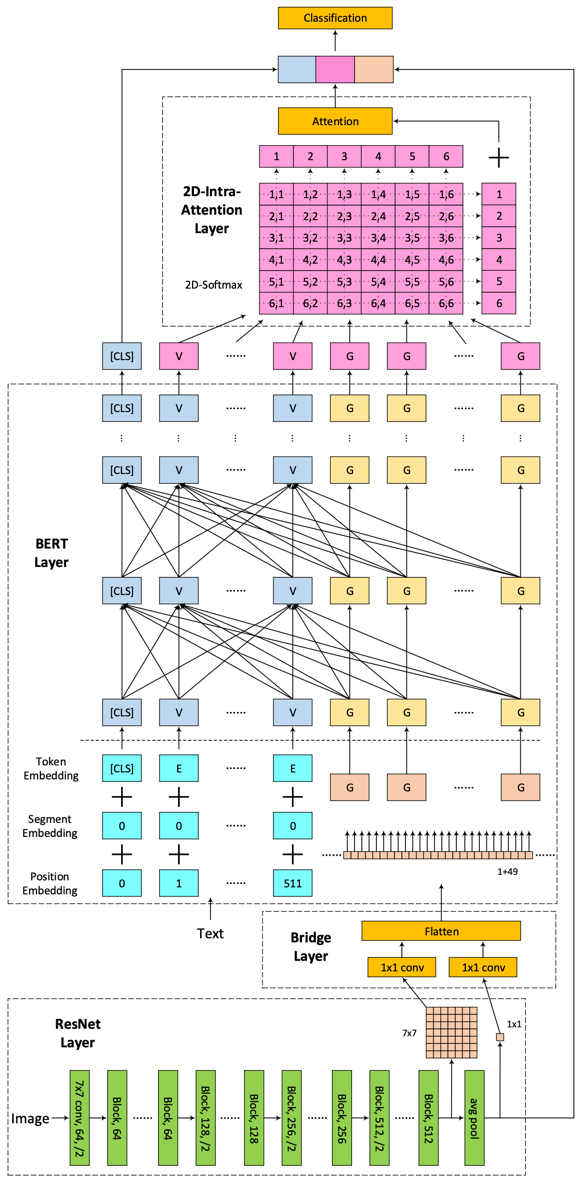 Classification
Attention
1 2 3 4 5 6
2D-Intra-
Attention
Layer
2D-Softmax
1,1 1,2 1,3 1,4 1,5 1,6 1
2,1 2,2 2,3 2,4 2,5 2,6 2
3,1 3,2 3,3 3,4 3,5 3,6 3
4,1 4,2 4,3 4,4 4,5 4,6 4
5,1 5,2 5,3 5,4 5,5 5,6 5
6,1 6,2 6,3 6,4 6,5 6,6 6
[CLS] V ...... V G G ...... G
[CLS] V ...... V G G ...... G
[CLS] V ...... V G G ...... G
BERT
Layer
[CLS] V ...... V G G ...... G
[CLS] V ...... V G G ...... G
Token
Embedding
[CLS] E ...... E
G G ...... G
Segment
Embedding
0 0 ...... 0
1+49
Position
Embedding
0 1 ...... 511
Text
Bridge
Layer
Flatten
1x1 conv 1x1 conv
ResNet
Layer
7x7
1x1
Image
7x7 conv, 64, /2
Block, 64
......
Block, 64
Block, 128, /2
......
Block, 128
Block, 256, /2
......
Block, 256
Block, 512, /2
......
Block, 512
avg pool